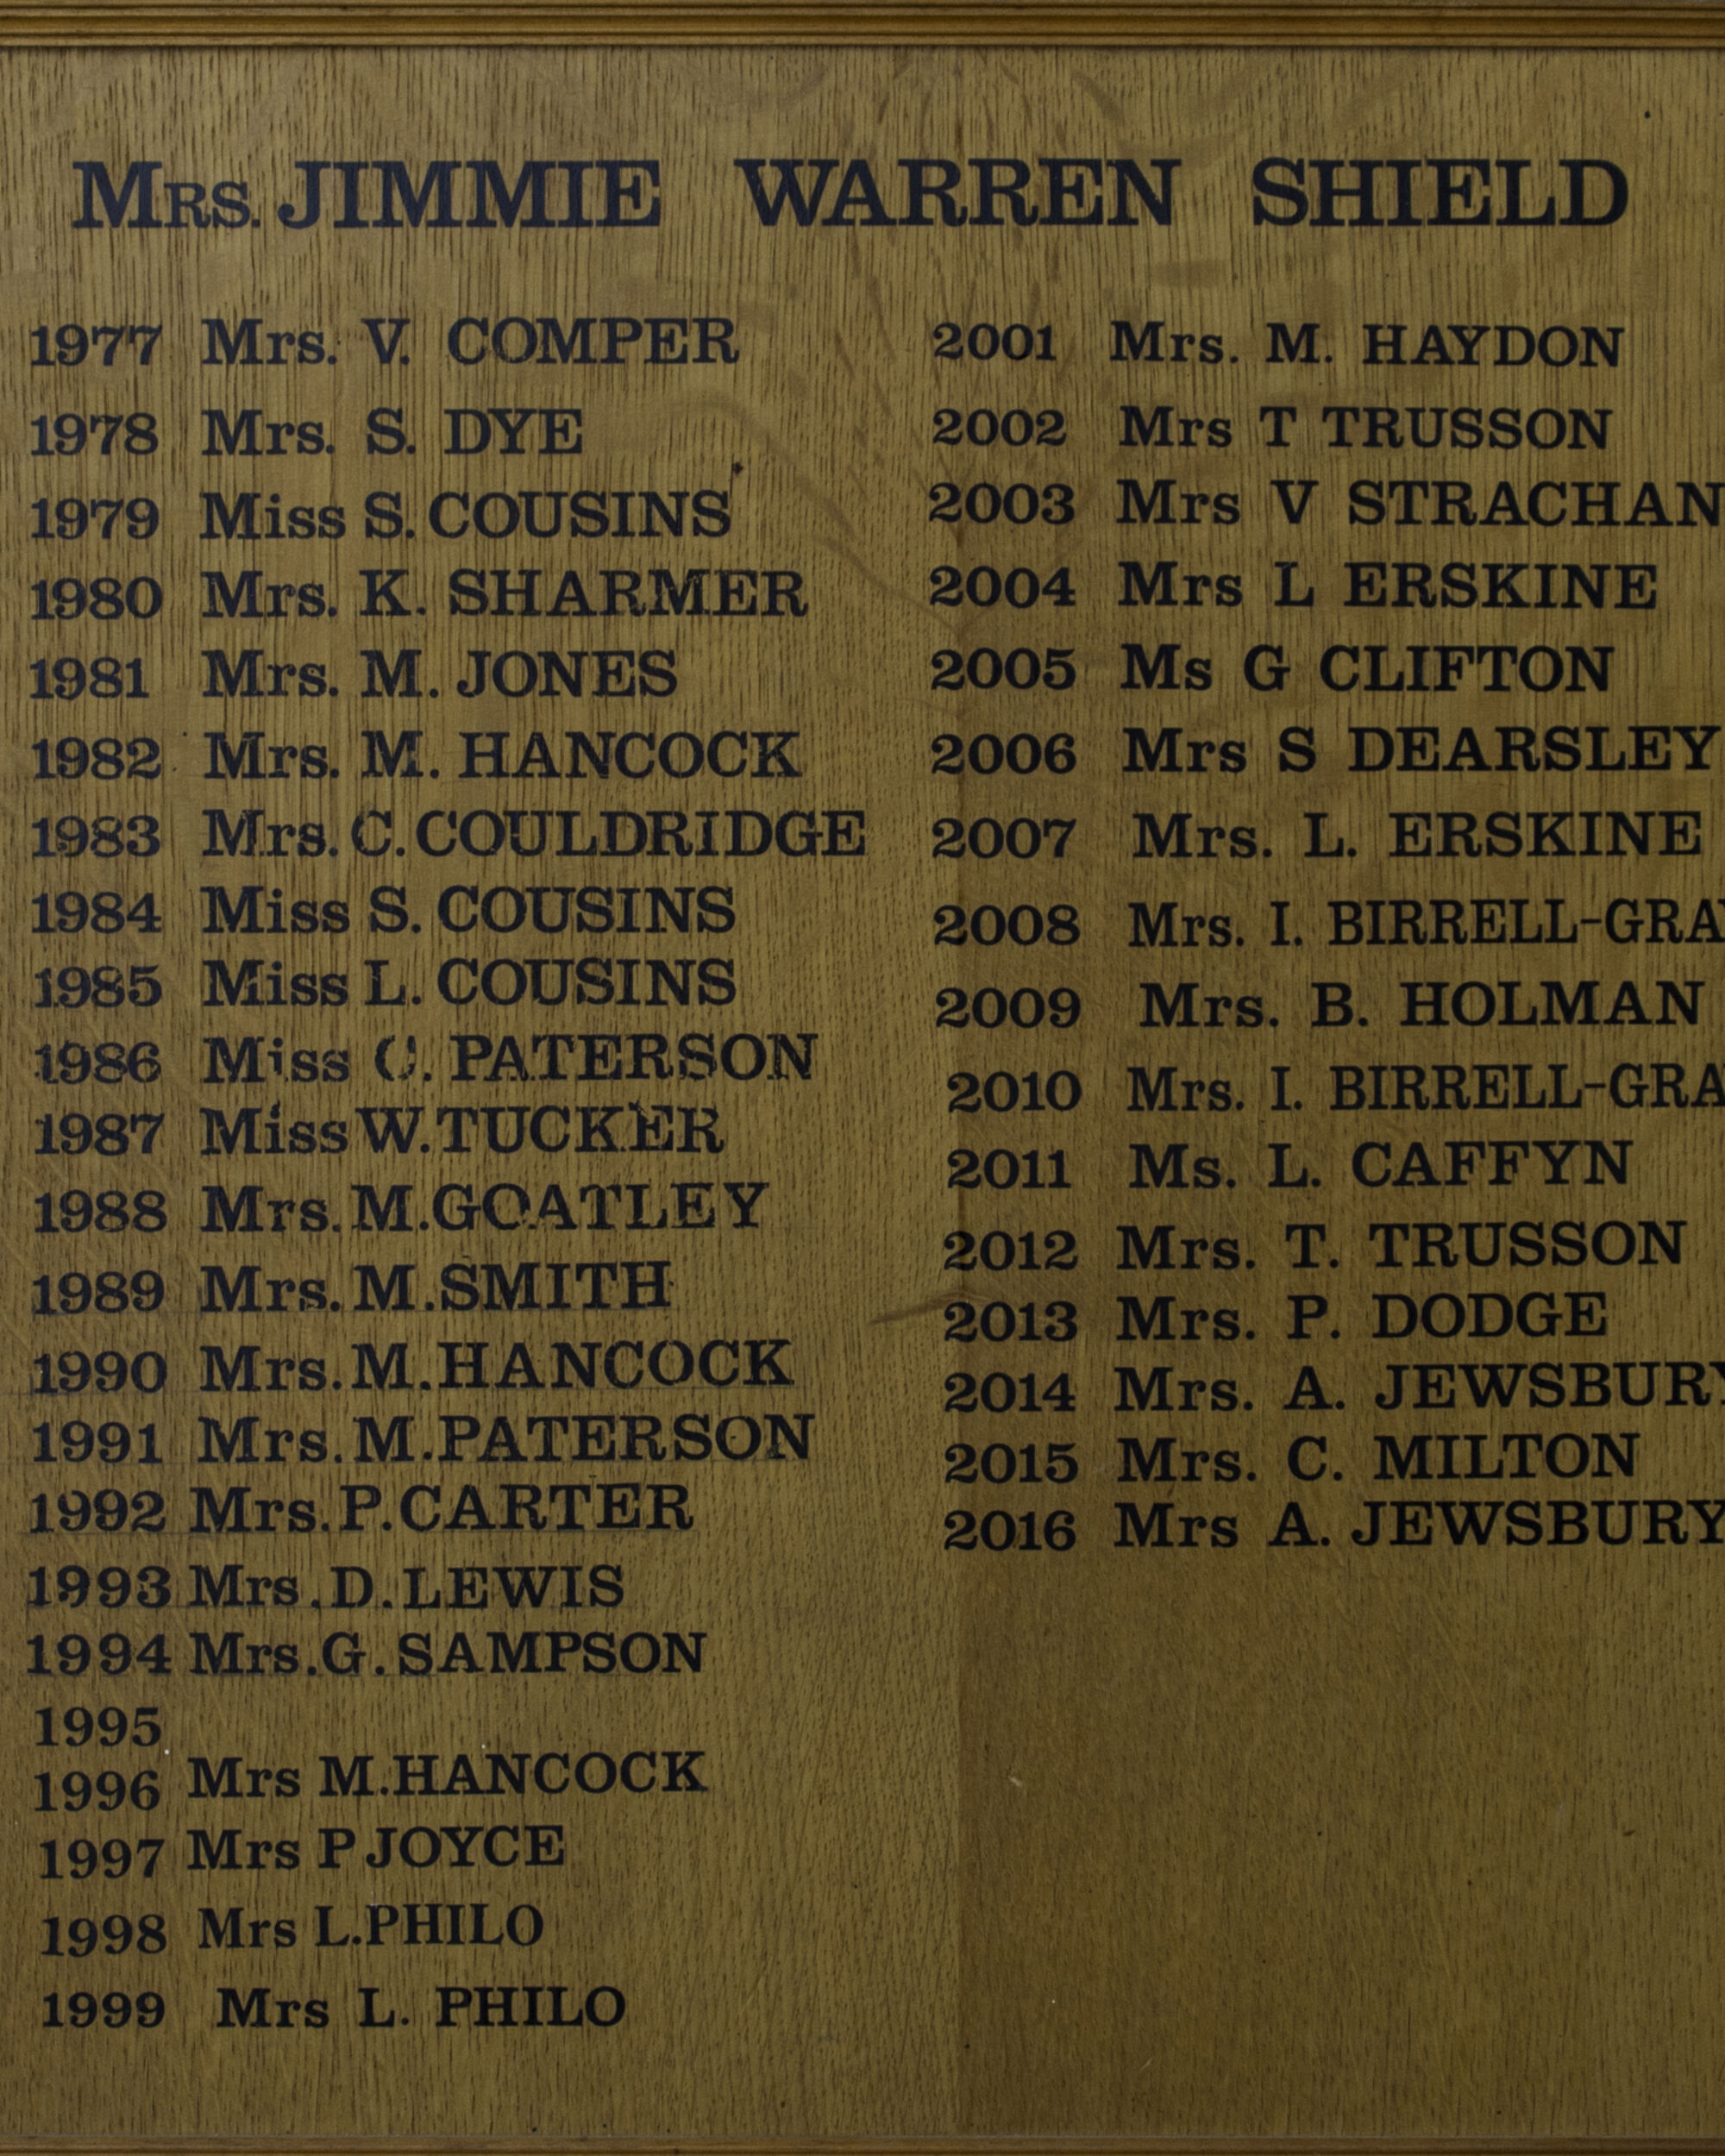 MRS. JIMMIE WARREN SHIELD
1977 Mrs. V. COMPER
1978 Mrs. S. DYE
1979 Miss S. COUSINS
1980 Mrs. K. SHARMER
1981 Mrs. M. JONES
1982 Mrs. M. HANCOCK
1983 Mrs. C. COULDRIDGE
1984 Miss S. COUSINS
1985 Miss L. COUSINS
1986 Miss PATERSON
1987 Miss W. TUCKER
1988 Mrs. M. GOATLEY
1989 Mrs. M. SMITH
1990 Mrs. M. HANCOCK
1991 Mrs. M. PATERSON
1992 Mrs. P. CARTER
1993 Mrs. D. LEWIS
1994 Mrs. G. SAMPSON
1995
1996 Mrs M. HANCOCK
1997 Mrs P JOYCE
1998 Mrs L. PHILO
1999 Mrs L. PHILO
2001 Mrs. M. HAYDON
2002 Mrs T TRUSSON
2003 Mrs V STRACHAN
2004 Mrs L ERSKINE
2005 Ms G CLIFTON
2006 Mrs S DEARSLEY
2007 Mrs. L. ERSKINE
2008 Mrs. I. BIRRELL-GRA
2009 Mrs. B. HOLMAN
2010 Mrs. I. BIRRELL-GRA
2011 Ms. L. CAFFYN
2012 Mrs. T. TRUSSON
2013 Mrs. P. DODGE
2014 Mrs. A. JEWSBURY
2015 Mrs. C. MILTON
2016 Mrs A. JEWSBURY